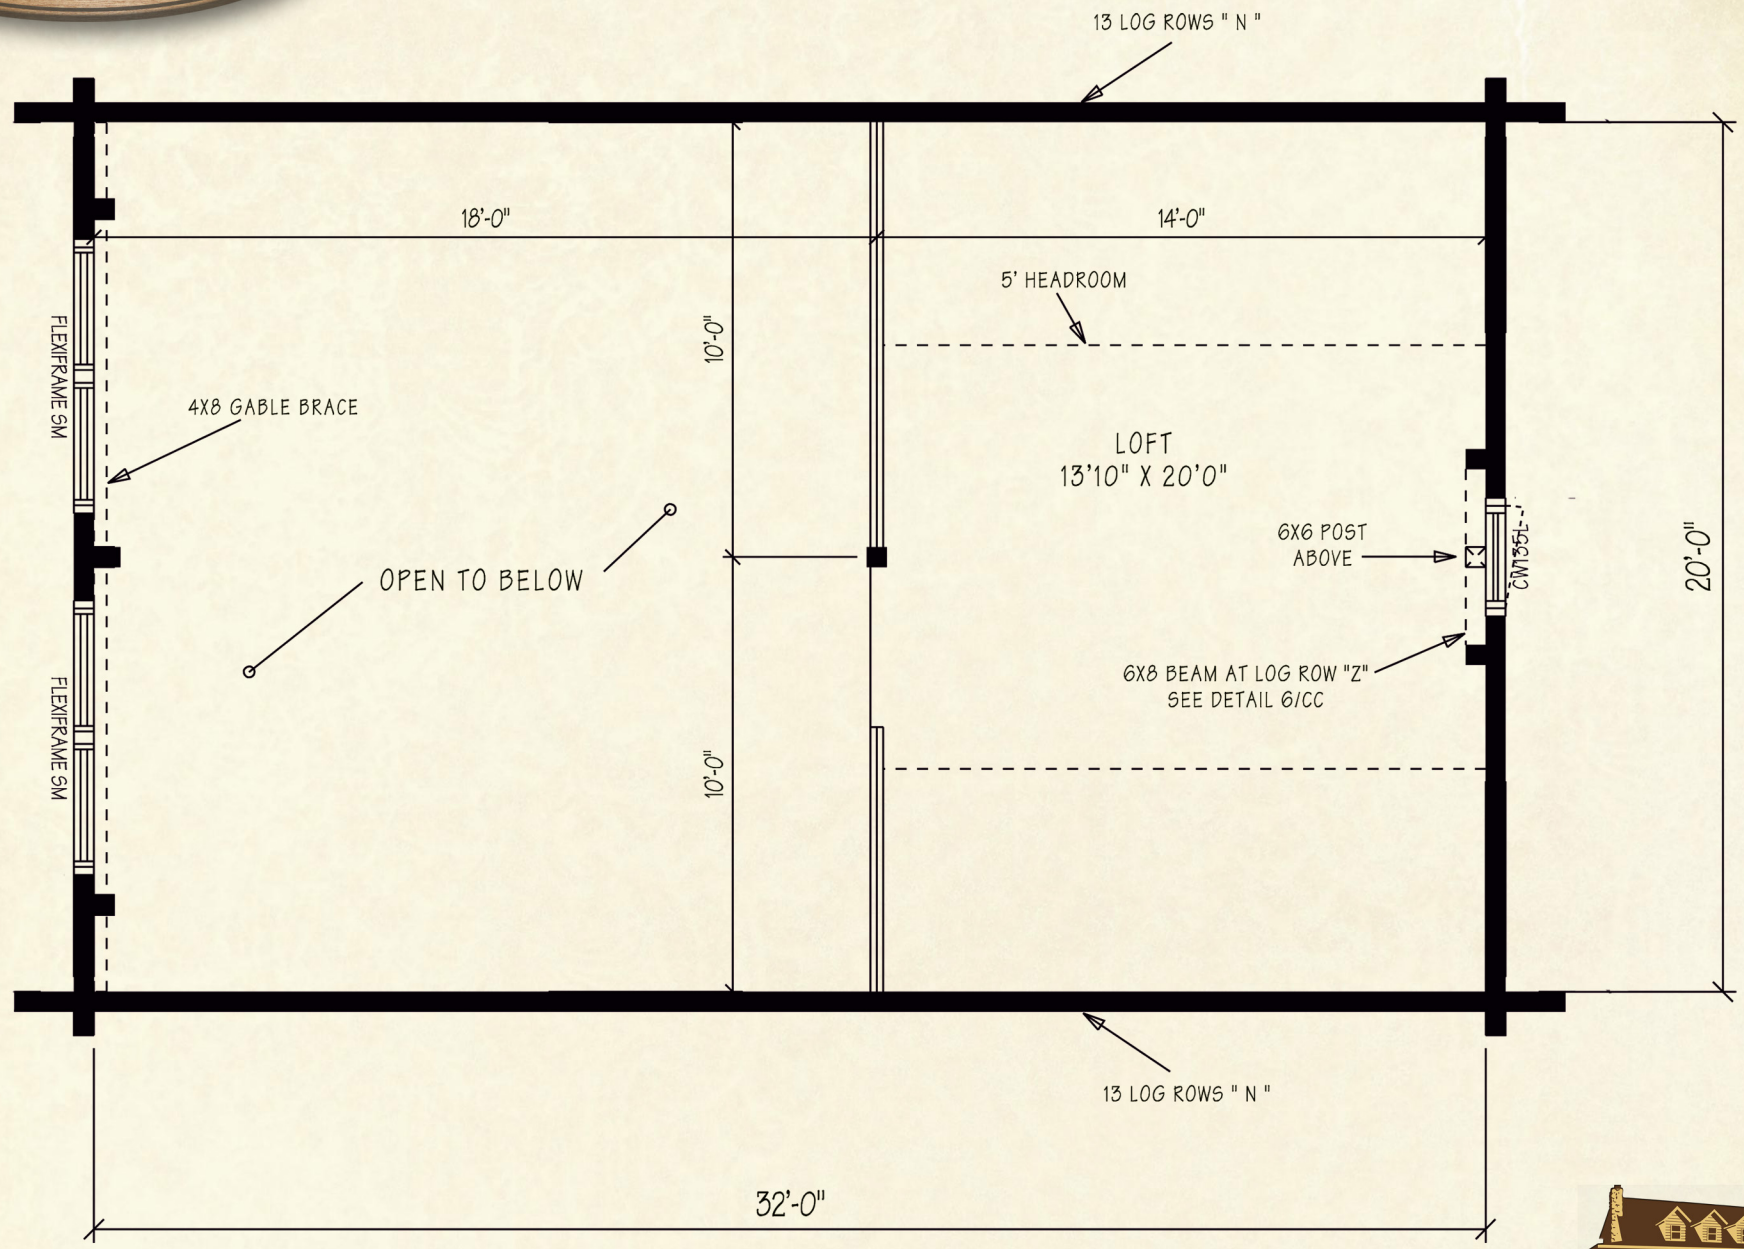 13 LOG ROWS " N "
18'-0"
14'-0"
5' HEADROOM
10'-0"
FLEXIFRAME SM
4X8 GABLE BRACE
LOFT
13'10" X 20'0"
6X6 POST
ABOVE
CW135L
20'-0"
OPEN TO BELOW
6X8 BEAM AT LOG ROW "Z"
SEE DETAIL 6/CC
FLEXIFRAME SM
10'-0"
13 LOG ROWS " N "
32'-0"